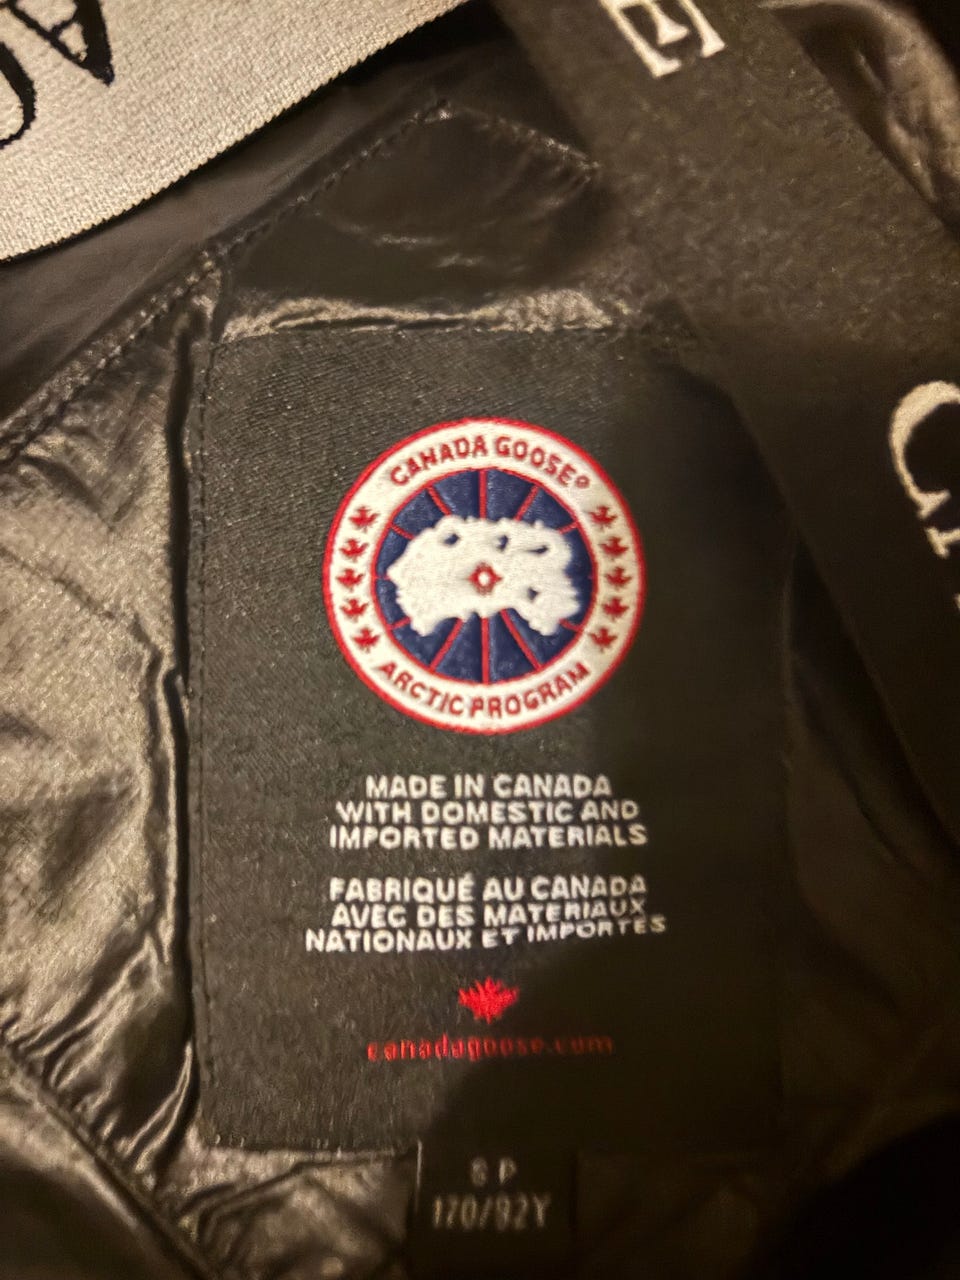 CANADA GOOSE®
ARCTIC PROGRAM
MADE IN CANADA
WITH DOMESTIC AND
IMPORTED MATERIALS
FABRIQUÉ AU CANADA
AVEC DES MATERIAUX
NATIONAUX ET IMPORTÉS
canadagoose.com
170/92Y